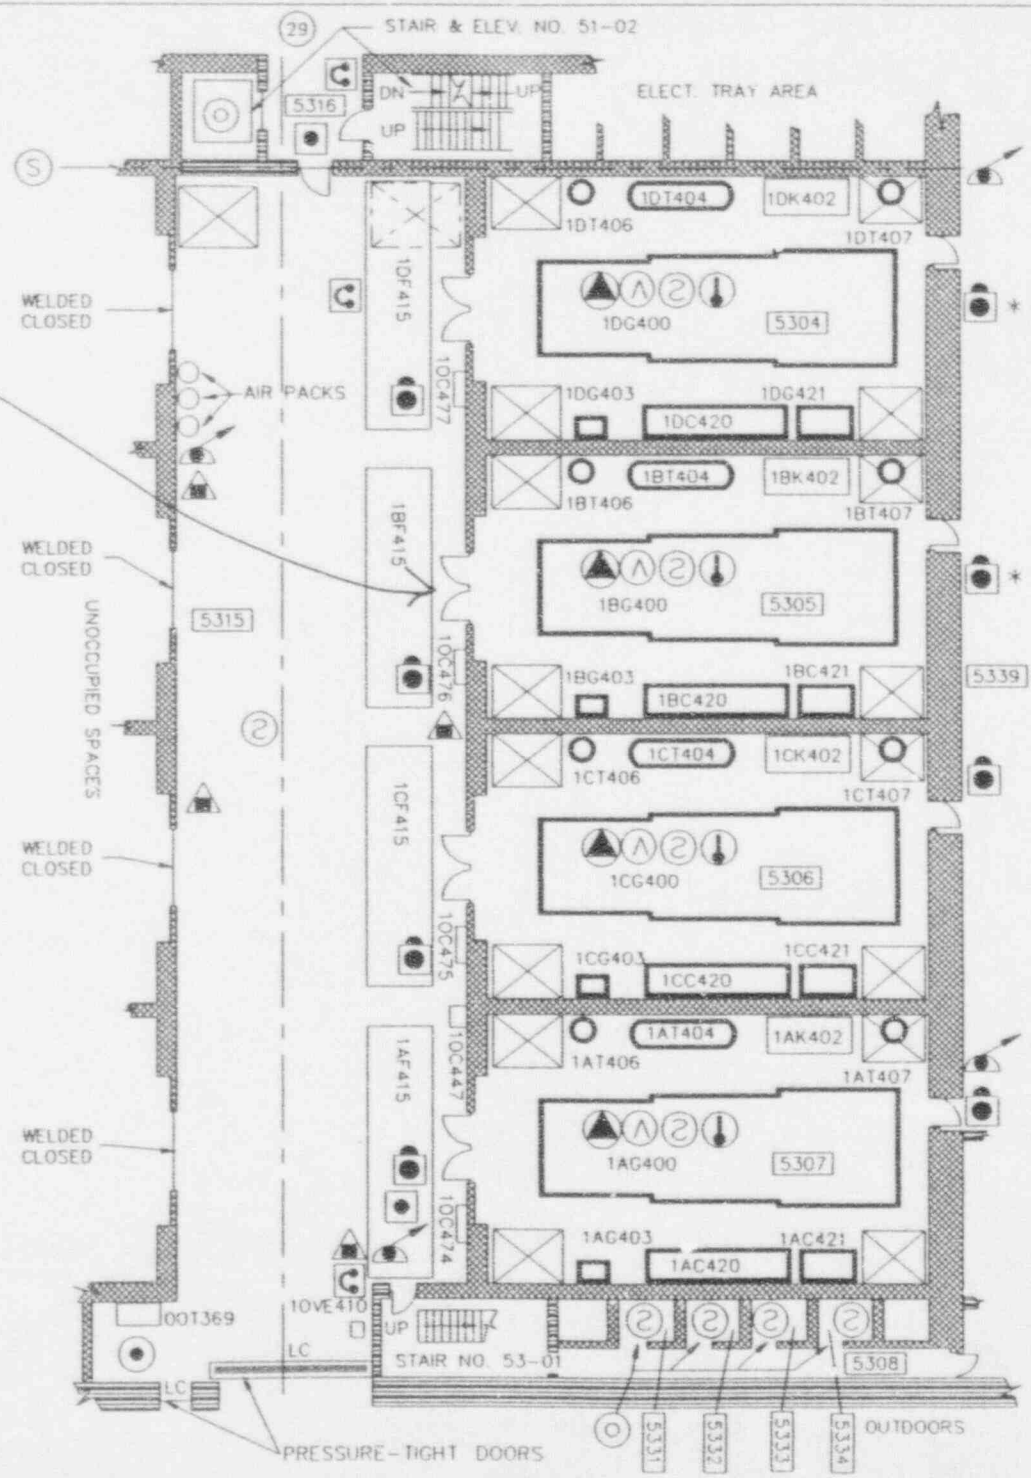 29
STAIR & ELEV. NO. 51-02
5316
DN
UP
UP
ELECT. TRAY AREA
S
1DT406
1DT404
1DK402
1DT407
WELDED
CLOSED
1DF415
1DG400
5304
AIR PACKS
10C477
1DG403
1DC420
1DG421
1BT406
1BT404
1BK402
1BT407
WELDED
CLOSED
1BF415
1BG400
5305
UNOCCUPIED SPACES
5315
10C476
1BG403
1BC420
1BC421
5339
S
1CT406
1CT404
1CK402
1CT407
WELDED
CLOSED
1CF415
1CG400
5306
10C475
1CG403
1CC420
1CC421
10C447
1AT406
1AT404
1AK402
1AT407
WELDED
CLOSED
1AF415
1AG400
5307
10C474
1AG403
1AC420
1AC421
00T369
10VE410
UP
LC
STAIR NO. 53-01
LC
S
S
S
S
5308
5331
5332
5333
5334
OUTDOORS
PRESSURE-TIGHT DOORS